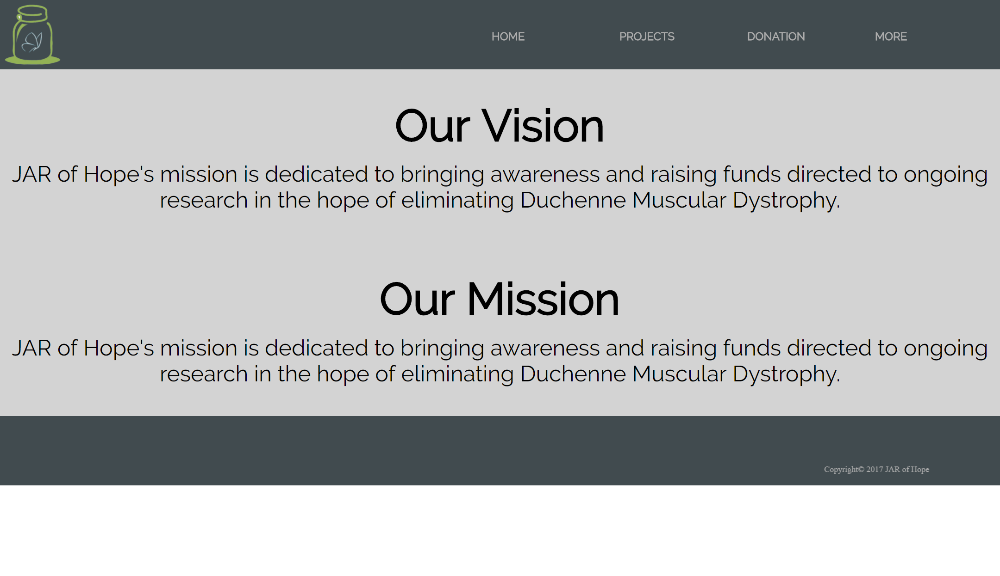 HOME PROJECTS DONATION MORE
Our Vision
JAR of Hope's mission is dedicated to bringing awareness and raising funds directed to ongoing
research in the hope of eliminating Duchenne Muscular Dystrophy.
Our Mission
JAR of Hope's mission is dedicated to bringing awareness and raising funds directed to ongoing
research in the hope of eliminating Duchenne Muscular Dystrophy.
Copyright© 2017 JAR of Hope